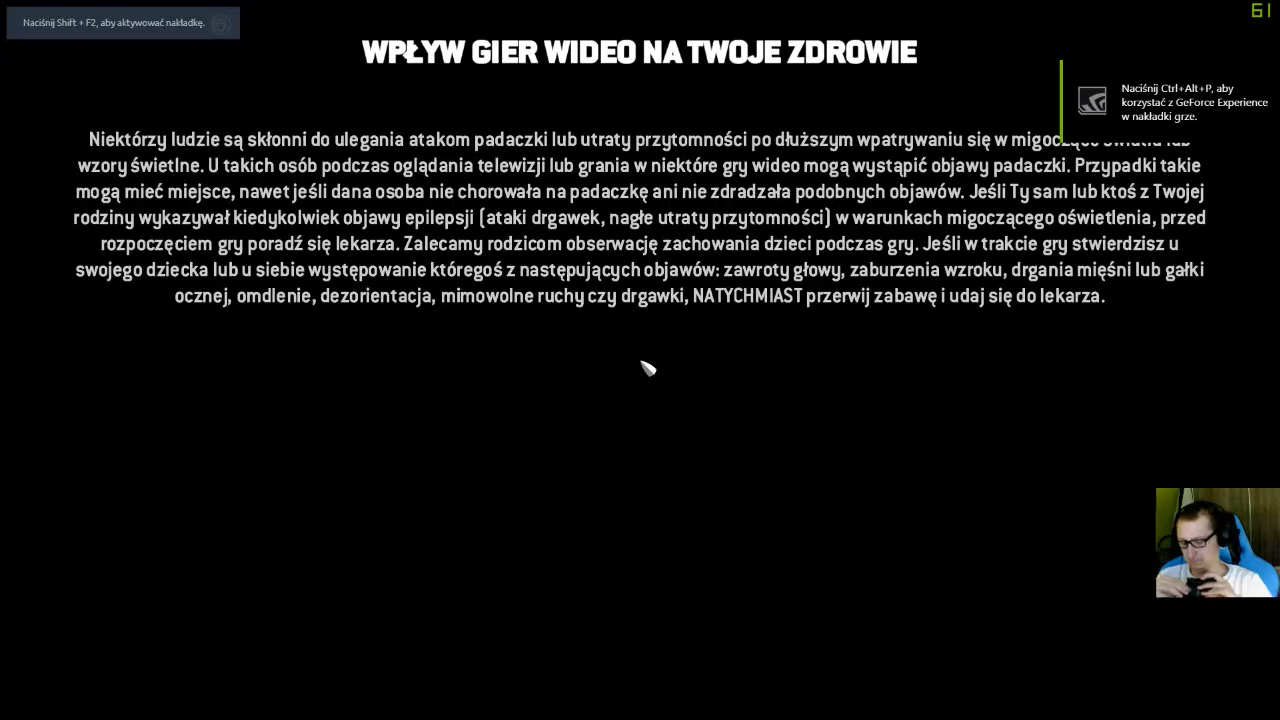 Naciśnij Shift + F2, aby aktywować nakładkę.
61
WPŁYW GIER WIDEO NA TWOJE ZDROWIE
Naciśnij Ctrl+Alt+P, aby
korzystać z GeForce Experience
w nakładki grze.
Niektórzy ludzie są skłonni do ulegania atakom padaczki lub utraty przytomności po dłuższym wpatrywaniu się w migoczące światła lub
wzory świetlne. U takich osób podczas oglądania telewizji lub grania w niektóre gry wideo mogą wystąpić objawy padaczki. Przypadki takie
mogą mieć miejsce, nawet jeśli dana osoba nie chorowała na padaczkę ani nie zdradzała podobnych objawów. Jeśli Ty sam lub ktoś z Twojej
rodziny wykazywał kiedykolwiek objawy epilepsji (ataki drgawek, nagłe utraty przytomności) w warunkach migoczącego oświetlenia, przed
rozpoczęciem gry poradź się lekarza. Zalecamy rodzicom obserwację zachowania dzieci podczas gry. Jeśli w trakcie gry stwierdzisz u
swojego dziecka lub u siebie występowanie któregoś z następujących objawów: zawroty głowy, zaburzenia wzroku, drgania mięśni lub gałki
ocznej, omdlenie, dezorientacja, mimowolne ruchy czy drgawki, NATYCHMIAST przerwij zabawę i udaj się do lekarza.